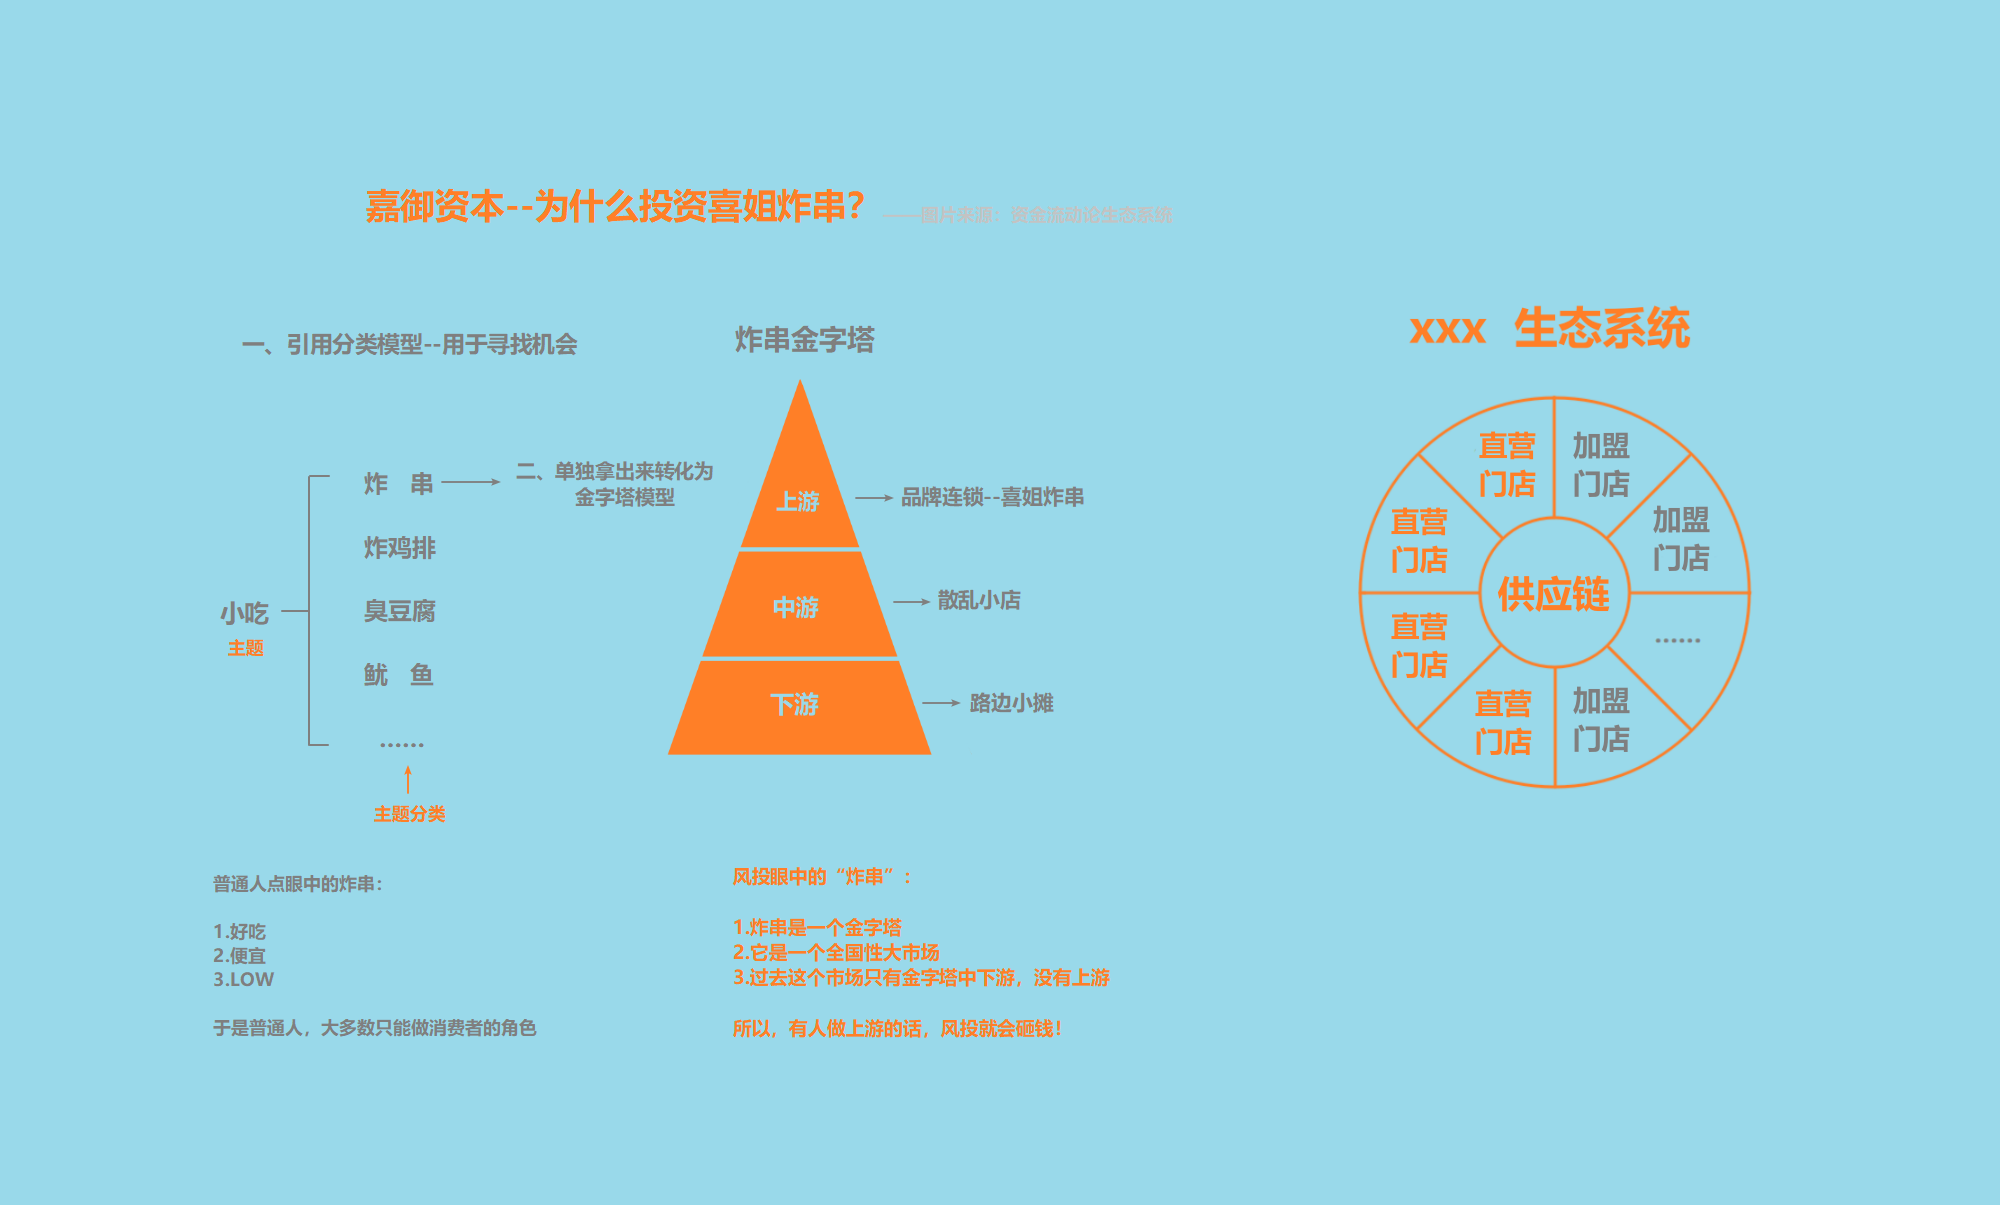 嘉御资本--为什么投资喜姐炸串?
——图片来源：资金流动论生态系统
一、引用分类模型--用于寻找机会
小吃
主题
炸 串
炸鸡排
臭豆腐
鱿 鱼
……
主题分类
二、单独拿出来转化为
金字塔模型
炸串金字塔
上游
品牌连锁--喜姐炸串
中游
散乱小店
下游
路边小摊
普通人点眼中的炸串：
1.好吃
2.便宜
3.LOW
于是普通人，大多数只能做消费者的角色
风投眼中的“炸串”：
1.炸串是一个金字塔
2.它是一个全国性大市场
3.过去这个市场只有金字塔中下游，没有上游
所以，有人做上游的话，风投就会砸钱！
xxx 生态系统
直营
门店
加盟
门店
直营
门店
加盟
门店
供应链
直营
门店
……
直营
门店
加盟
门店